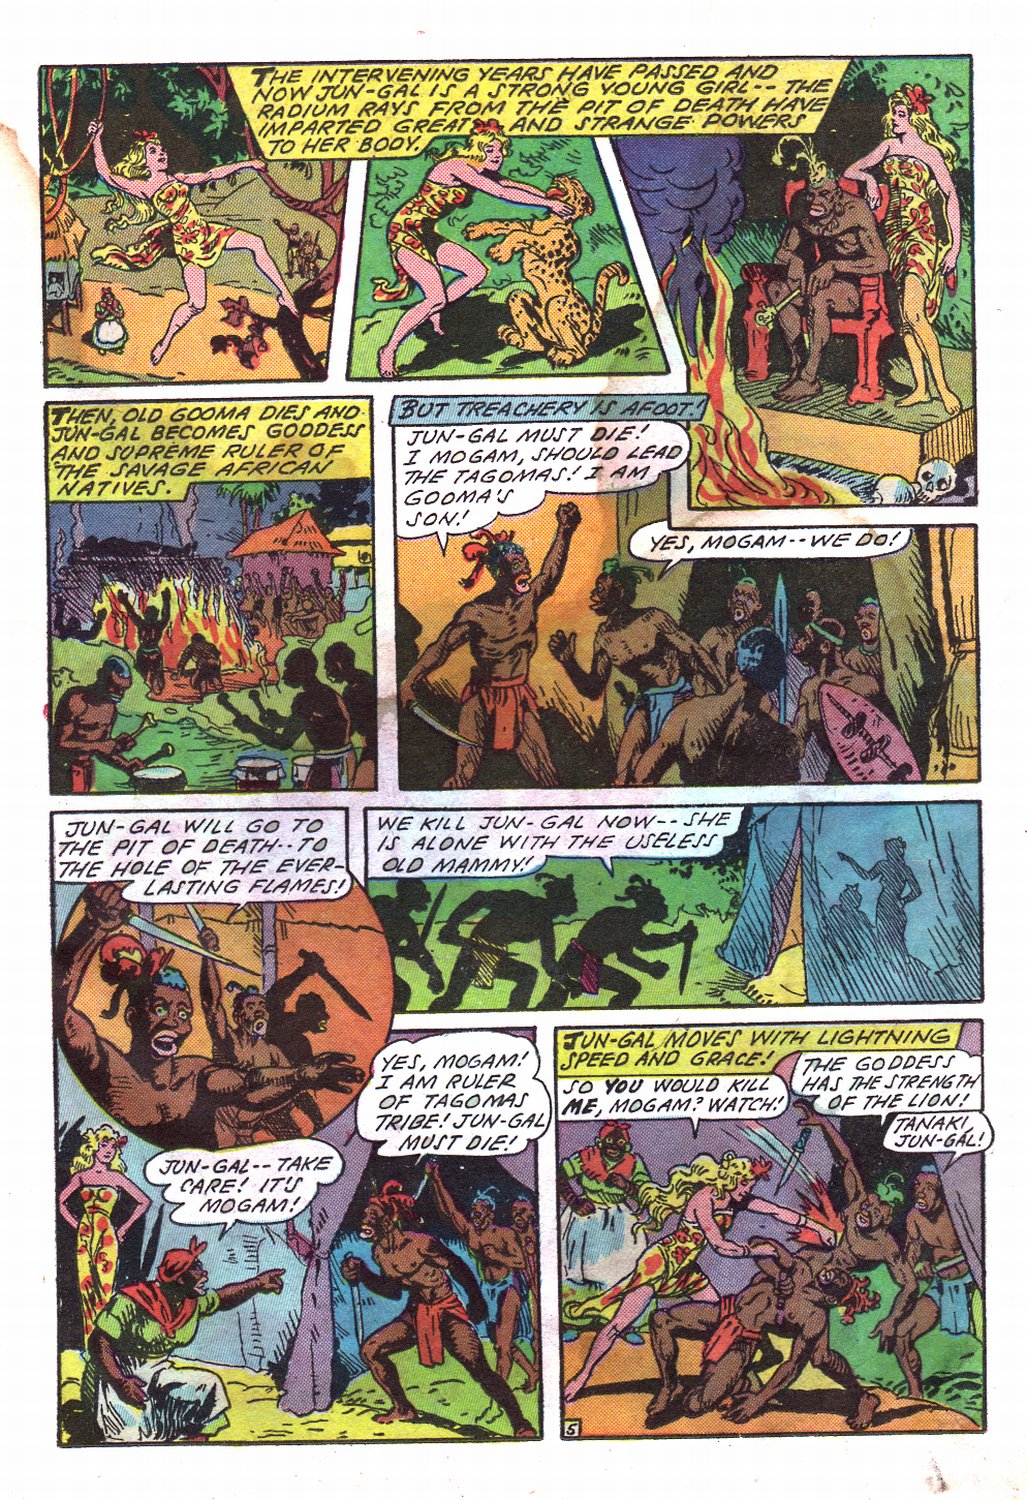 THE INTERVENING YEARS HAVE PASSED AND
NOW JUN-GAL IS A STRONG YOUNG GIRL-- THE
RADIUM RAYS FROM THE PIT OF DEATH HAVE
IMPARTED GREAT AND STRANGE POWERS
TO HER BODY.
THEN, OLD GOOMA DIES AND
JUN-GAL BECOMES GODDESS
AND SUPREME RULER OF
THE SAVAGE AFRICAN
NATIVES.
BUT TREACHERY IS AFOOT!
JUN-GAL MUST DIE!
I MOGAM, SHOULD LEAD
THE TAGOMAS! I AM
GOOMA'S
SON!
YES, MOGAM-- WE DO!
JUN-GAL WILL GO TO
THE PIT OF DEATH-- TO
THE HOLE OF THE EVER-
LASTING FLAMES!
WE KILL JUN-GAL NOW-- SHE
IS ALONE WITH THE USELESS
OLD MAMMY!
JUN-GAL-- TAKE
CARE! IT'S
MOGAM!
YES, MOGAM!
I AM RULER
OF TAGOMAS
TRIBE! JUN-GAL
MUST DIE!
JUN-GAL MOVES WITH LIGHTNING
SPEED AND GRACE!
SO YOU WOULD KILL
ME, MOGAM? WATCH!
THE GODDESS
HAS THE STRENGTH
OF THE LION!
TANAKI,
JUN-GAL!
5